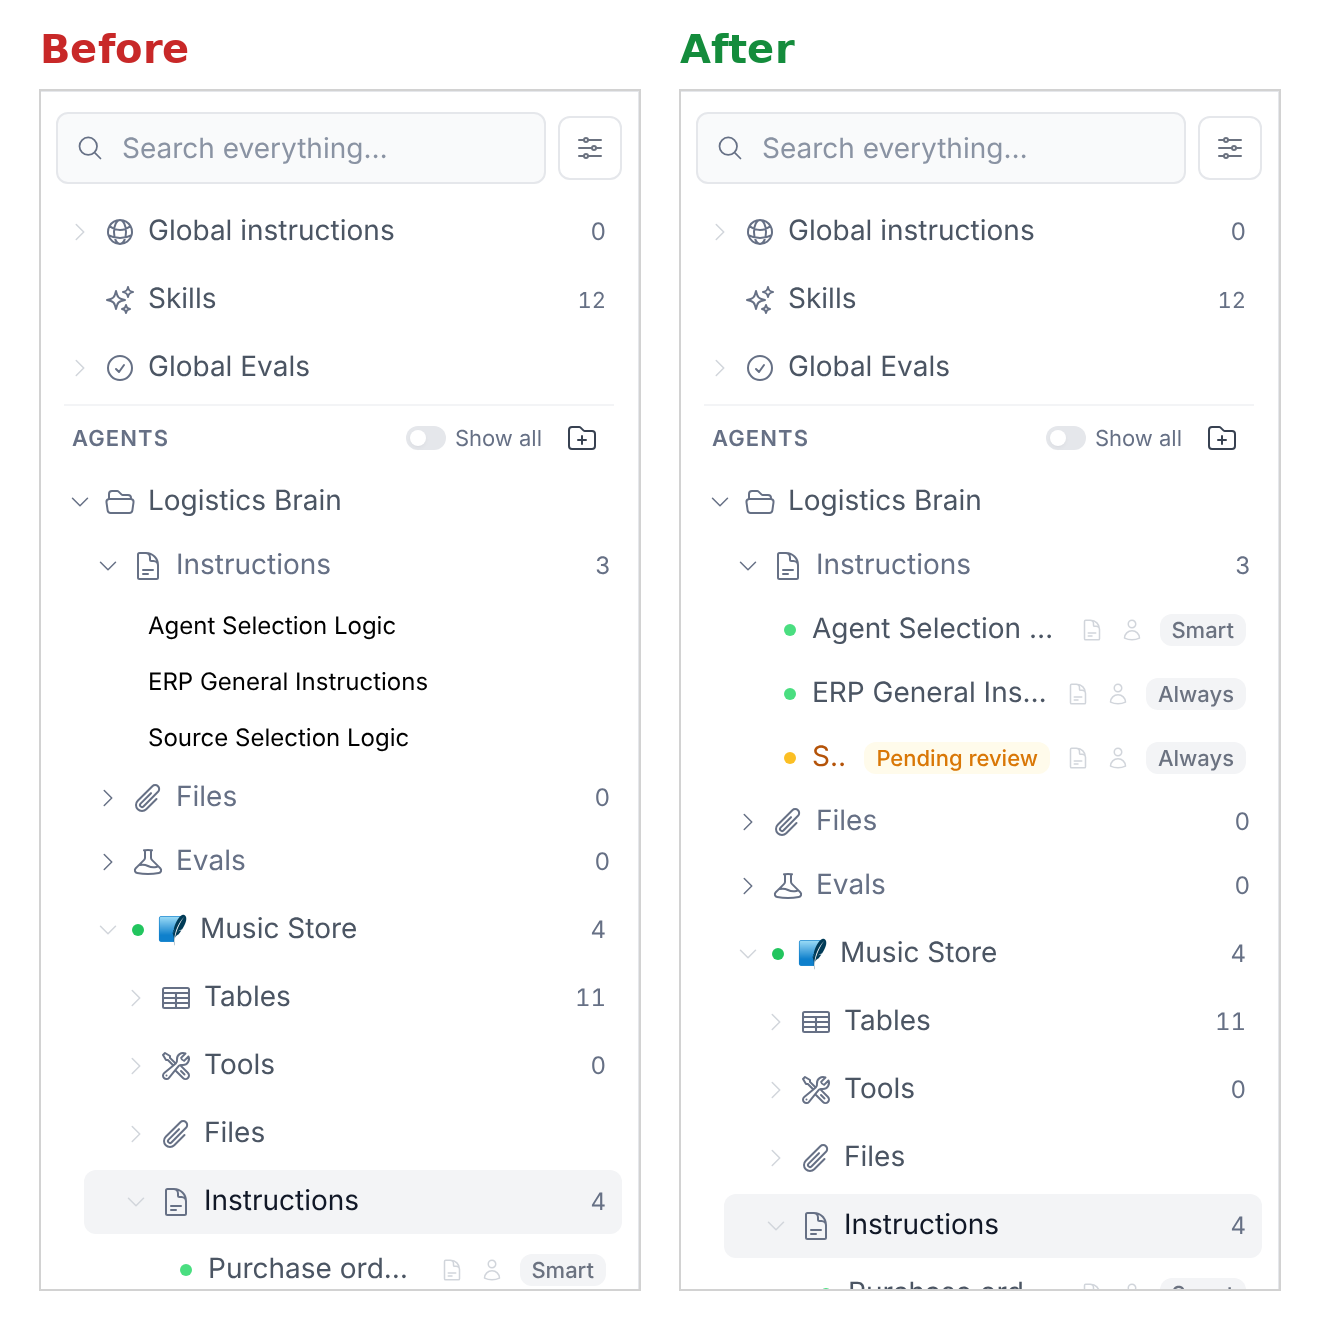 Before
Search everything...
Global instructions 0
Skills 12
Global Evals
AGENTS Show all
Logistics Brain
Instructions 3
Agent Selection Logic
ERP General Instructions
Source Selection Logic
Files 0
Evals 0
Music Store 4
Tables 11
Tools 0
Files
Instructions 4
Purchase ord... Smart
After
Search everything...
Global instructions 0
Skills 12
Global Evals
AGENTS Show all
Logistics Brain
Instructions 3
Agent Selection ... Smart
ERP General Ins... Always
S.. Pending review Always
Files 0
Evals 0
Music Store 4
Tables 11
Tools 0
Files
Instructions 4
Purchase ord